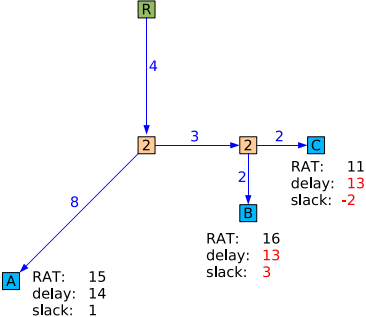 R
4
2
3
2
2
C
RAT: 11
delay: 13
slack: -2
2
8
B
RAT: 16
delay: 13
slack: 3
A
RAT: 15
delay: 14
slack: 1